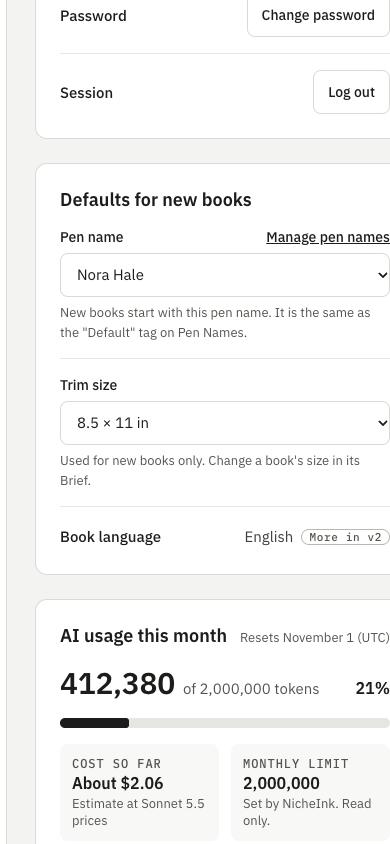 Password Change password
Session Log out
Defaults for new books
Pen name Manage pen names
Nora Hale
New books start with this pen name. It is the same as
the "Default" tag on Pen Names.
Trim size
8.5 × 11 in
Used for new books only. Change a book's size in its
Brief.
Book language English More in v2
AI usage this month Resets November 1 (UTC)
412,380 of 2,000,000 tokens 21%
COST SO FAR
About $2.06
Estimate at Sonnet 5.5
prices
MONTHLY LIMIT
2,000,000
Set by NicheInk. Read
only.